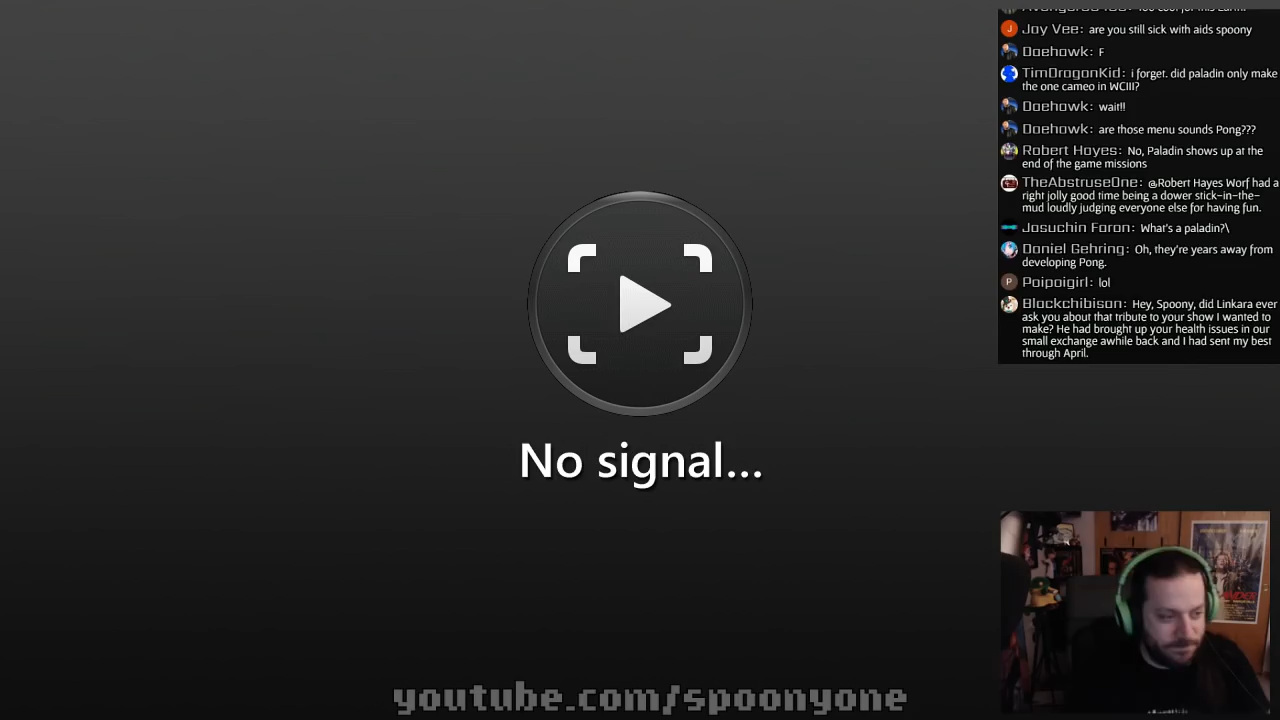 Jay Vee: are you still sick with aids spoony
Daehawk: F
TimDragonKid: i forget. did paladin only make
the one cameo in WCIII?
Daehawk: wait!!
Daehawk: are those menu sounds Pong???
Robert Hayes: No, Paladin shows up at the
end of the game missions
TheAbstruseOne: @Robert Hayes Worf had a
right jolly good time being a dower stick-in-the-
mud loudly judging everyone else for having fun.
Josuchin Foron: What's a paladin?\
Daniel Gehring: Oh, they're years away from
developing Pong.
Poipoigirl: lol
Blackchibisan: Hey, Spoony, did Linkara ever
ask you about that tribute to your show I wanted to
make? He had brought up your health issues in our
small exchange awhile back and I had sent my best
through April.
No signal...
youtube.com/spoonyone